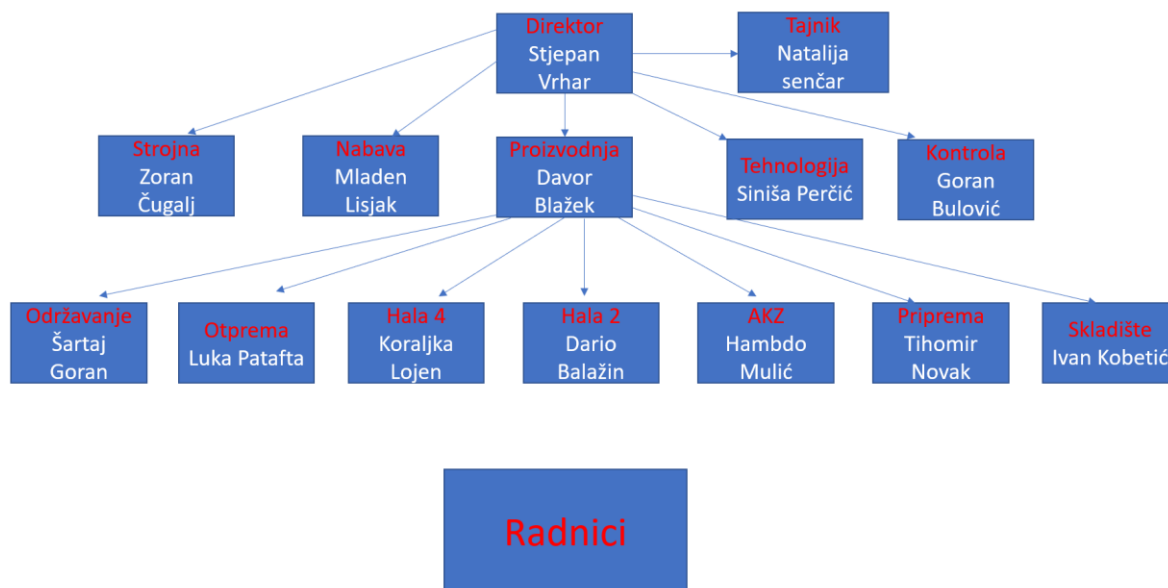 Direktor
Stjepan
Vrhar
Tajnik
Natalija
senčar
Strojna
Zoran
Čugalj
Nabava
Mladen
Lisjak
Proizvodnja
Davor
Blažek
Tehnologija
Siniša Perčić
Kontrola
Goran
Bulović
Održavanje
Šartaj
Goran
Otprema
Luka Patafta
Hala 4
Koraljka
Lojen
Hala 2
Dario
Balažin
AKZ
Hambdo
Mulić
Priprema
Tihomir
Novak
Skladište
Ivan Kobetić
Radnici